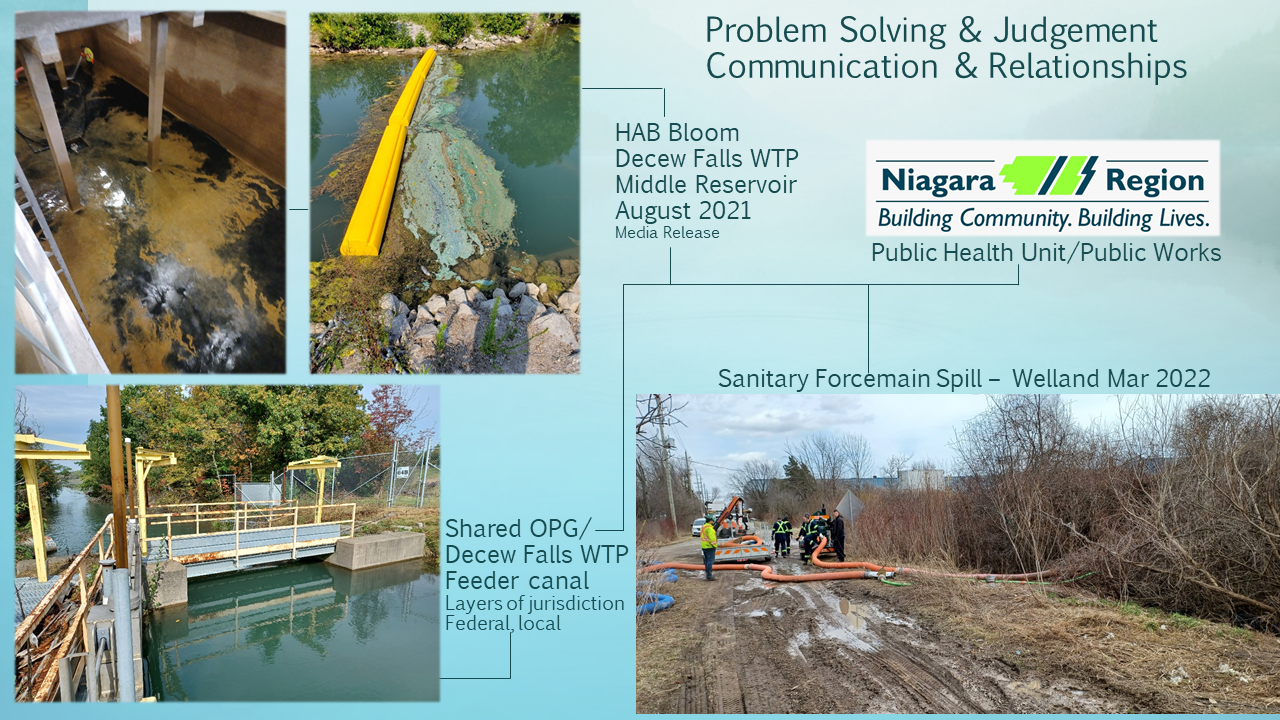 Problem Solving & Judgement
Communication & Relationships
HAB Bloom
Decew Falls WTP
Middle Reservoir
August 2021
Media Release
Niagara Region
Building Community. Building Lives.
Public Health Unit/Public Works
Sanitary Forcemain Spill – Welland Mar 2022
Shared OPG/
Decew Falls WTP
Feeder canal
Layers of jurisdiction
Federal, local